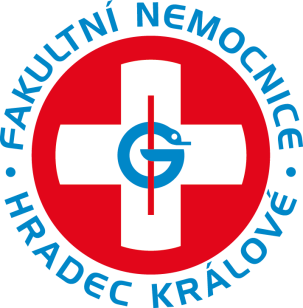 FAKULTNÍ NEMOCNICE
HRADEC KRÁLOVÉ